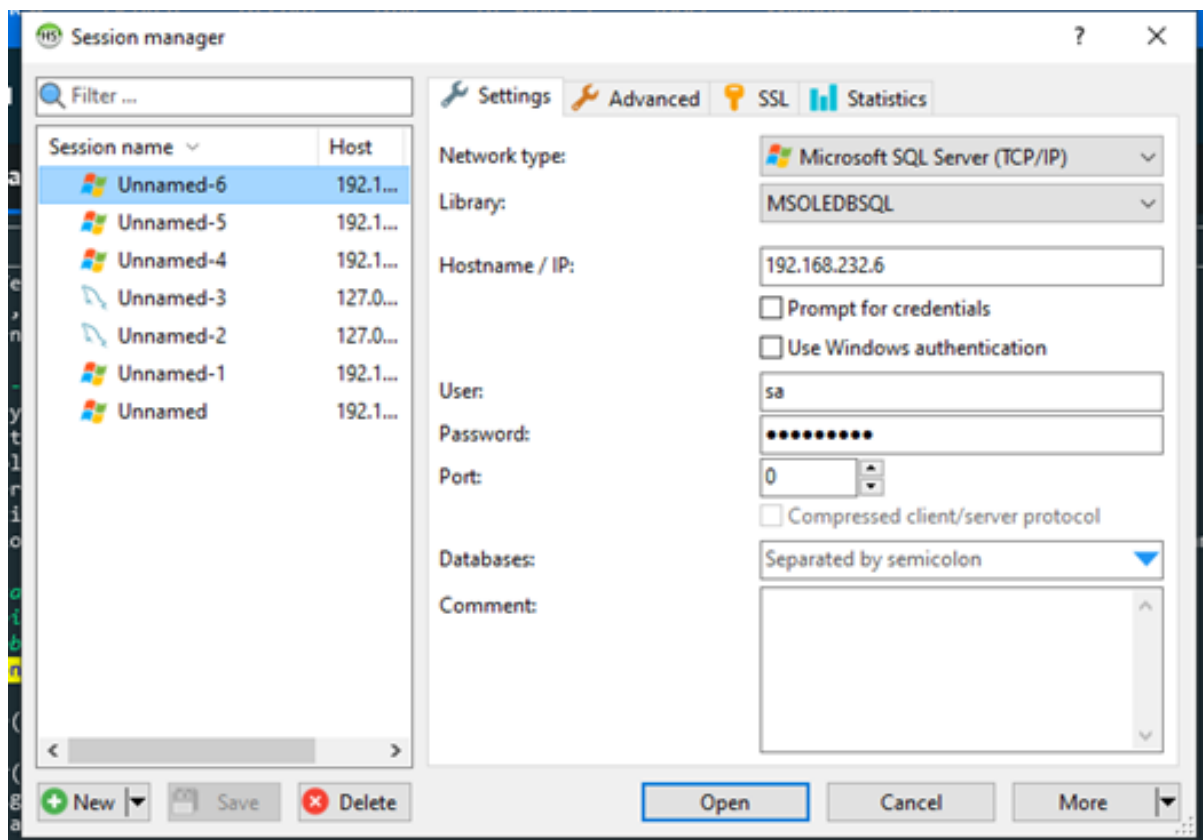 Session manager
?
Filter ...
Session name
Host
Unnamed-6
192.1...
Unnamed-5
192.1...
Unnamed-4
192.1...
Unnamed-3
127.0...
Unnamed-2
127.0...
Unnamed-1
192.1...
Unnamed
192.1...
New
Save
Delete
Settings
Advanced
SSL
Statistics
Network type:
Microsoft SQL Server (TCP/IP)
Library:
MSOLEDBSQL
Hostname / IP:
192.168.232.6
Prompt for credentials
Use Windows authentication
User:
sa
Password:
●●●●●●●●●
Port:
0
Compressed client/server protocol
Databases:
Separated by semicolon
Comment:
Open
Cancel
More